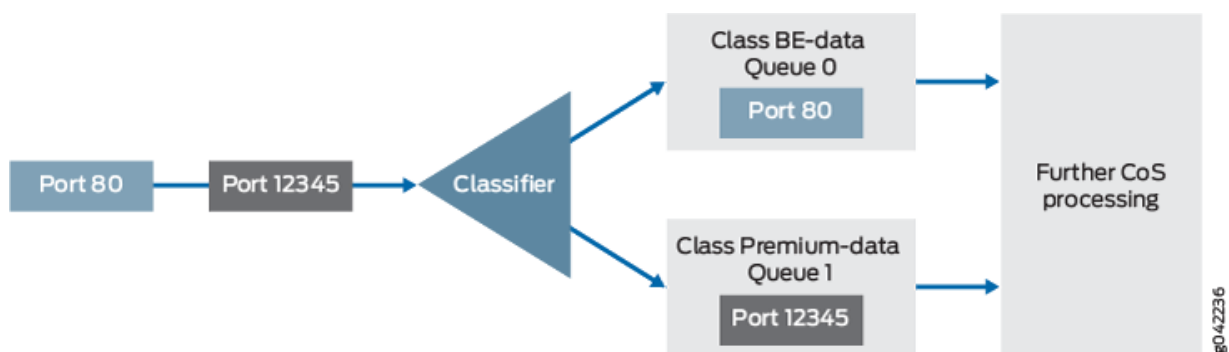 Port 80
Port 12345
Classifier
Class BE-data
Queue 0
Port 80
Class Premium-data
Queue 1
Port 12345
Further CoS
processing
g042236